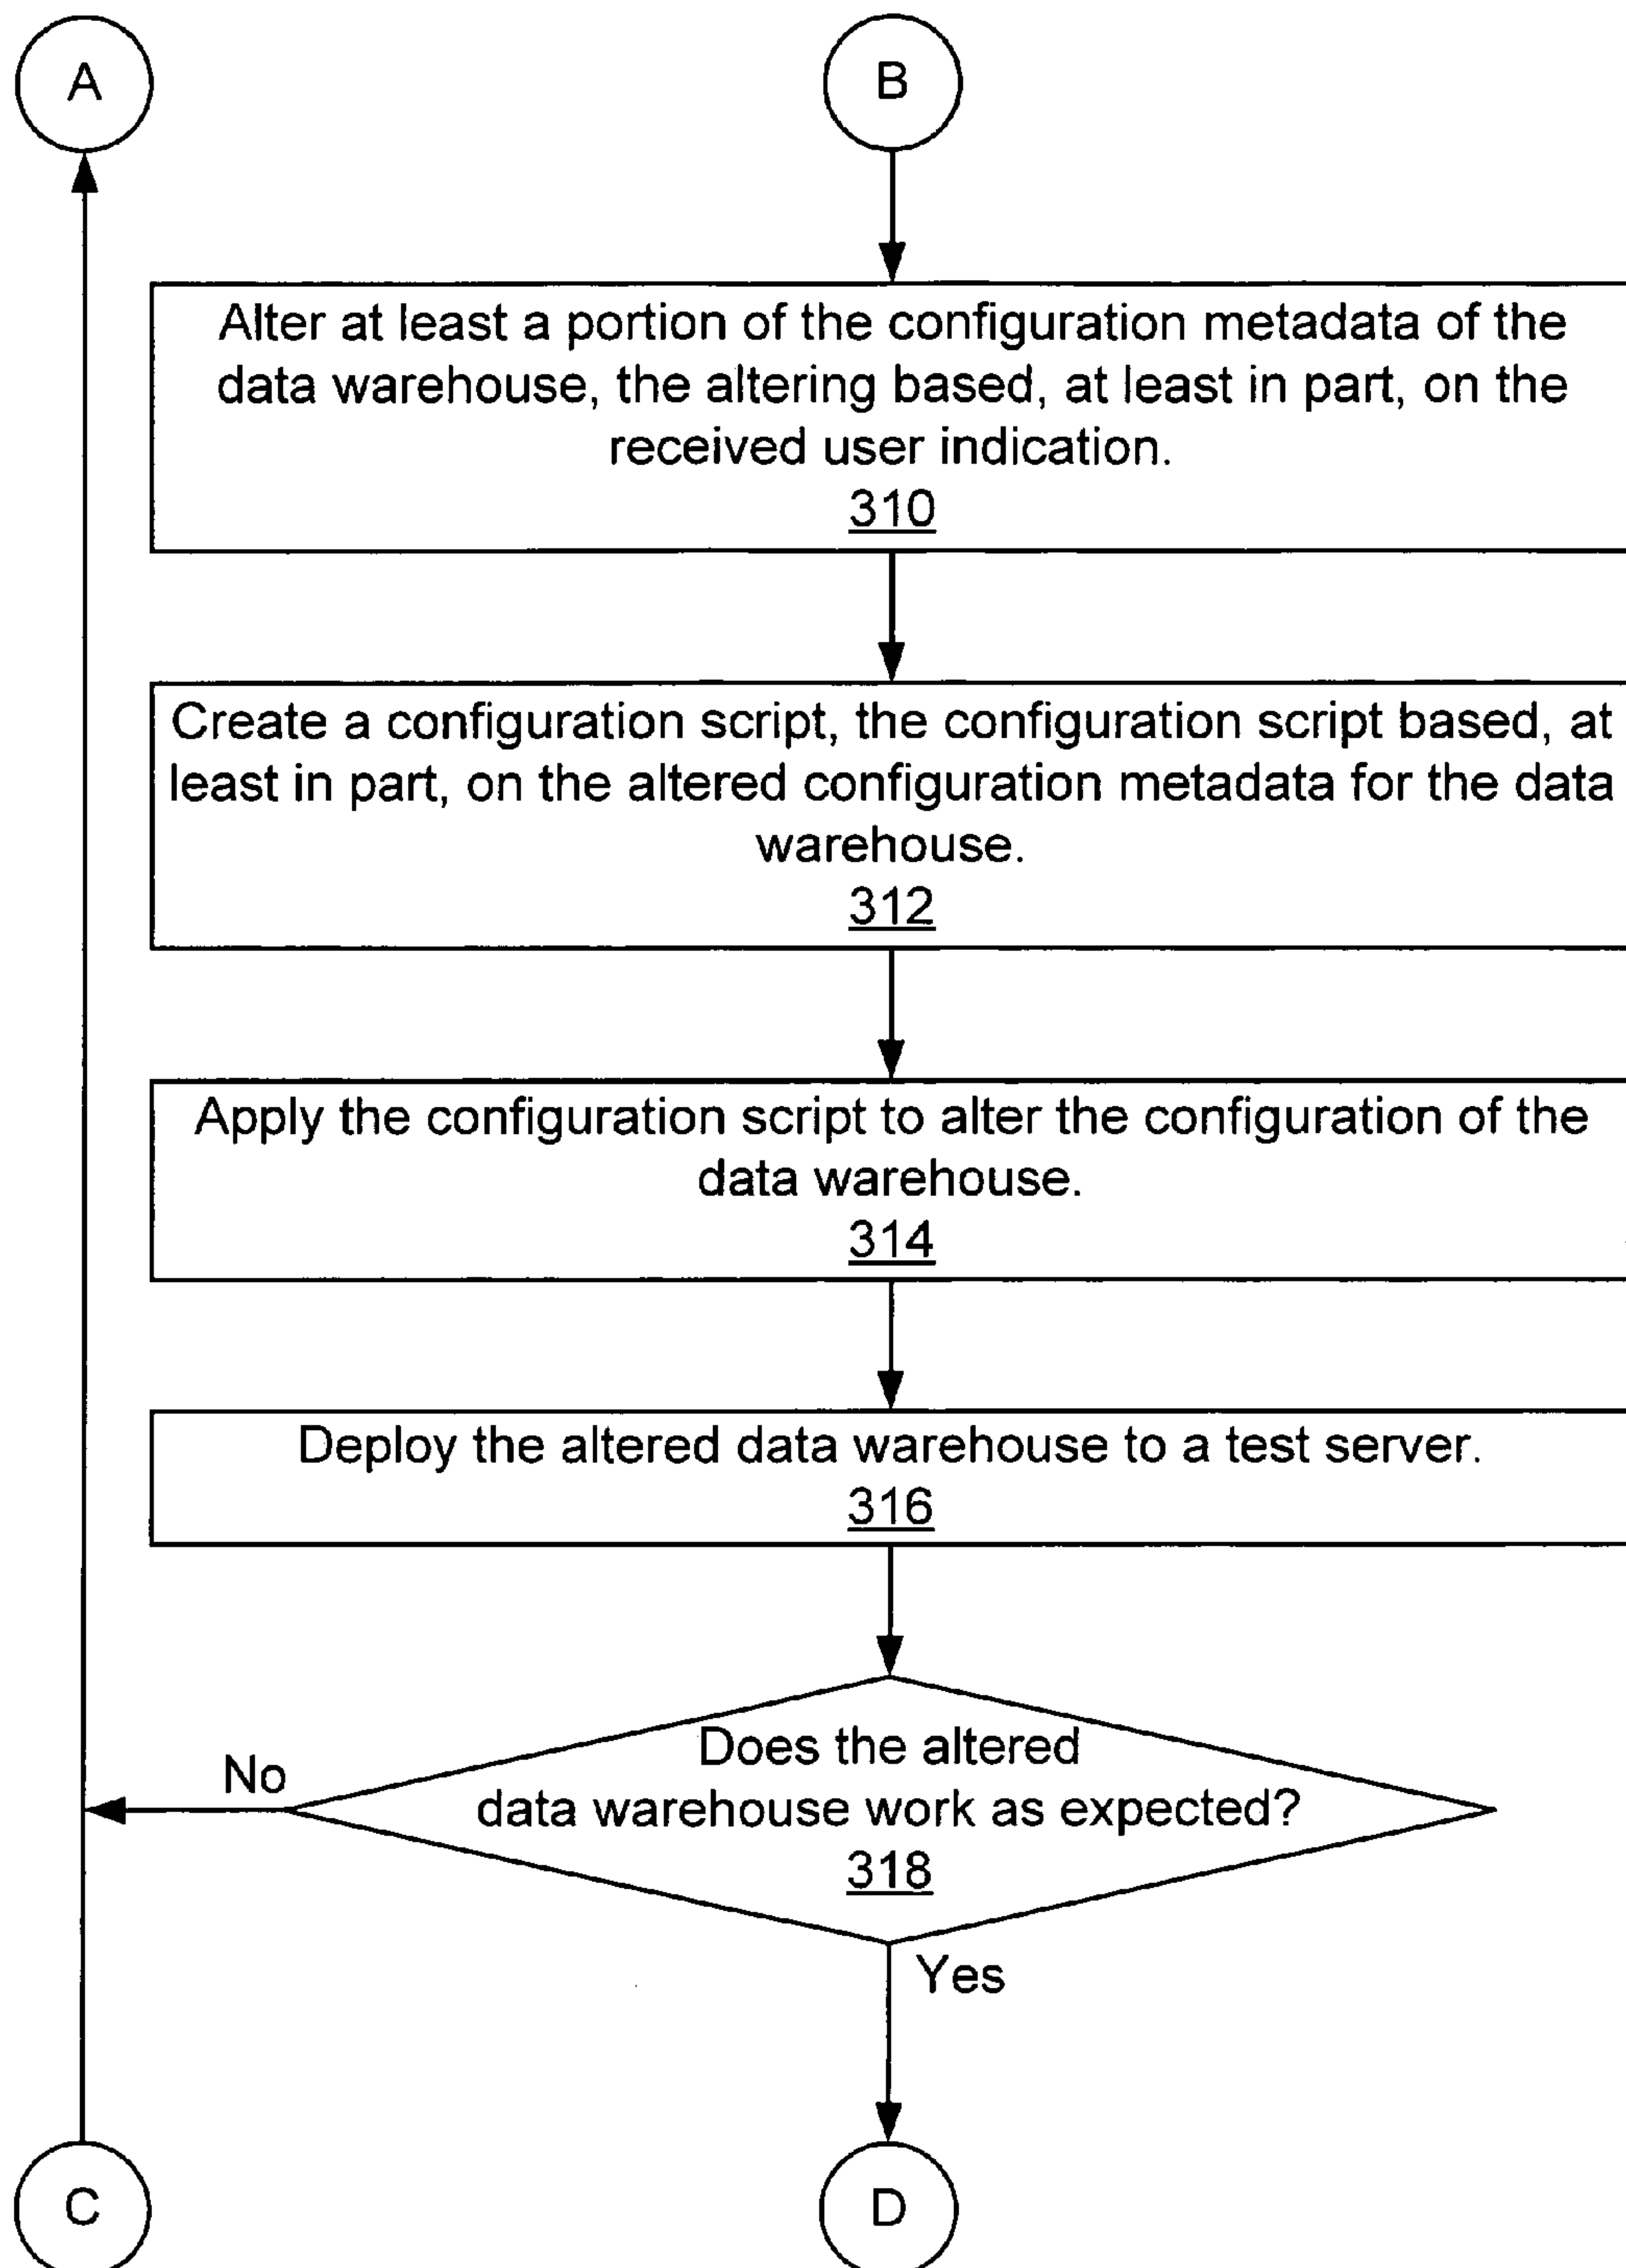 A
B
Alter at least a portion of the configuration metadata of the
data warehouse, the altering based, at least in part, on the
received user indication.
310
Create a configuration script, the configuration script based, at
least in part, on the altered configuration metadata for the data
warehouse.
312
Apply the configuration script to alter the configuration of the
data warehouse.
314
Deploy the altered data warehouse to a test server.
316
Does the altered
data warehouse work as expected?
318
No
Yes
C
D